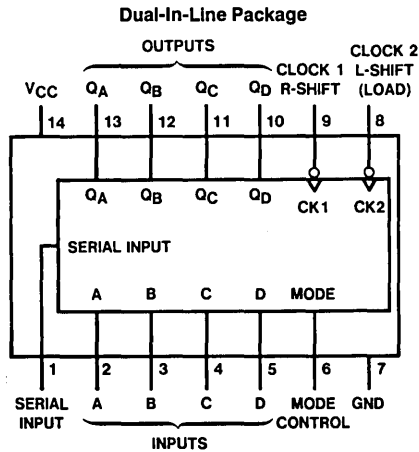 Dual-In-Line Package
OUTPUTS
CLOCK 1 CLOCK 2
R-SHIFT L-SHIFT
(LOAD)
VCC QA QB QC QD
14 13 12 11 10 9 8
QA QB QC QD CK1 CK2
SERIAL INPUT
A B C D MODE
1 2 3 4 5 6 7
SERIAL INPUT A B C D MODE CONTROL GND
INPUTS